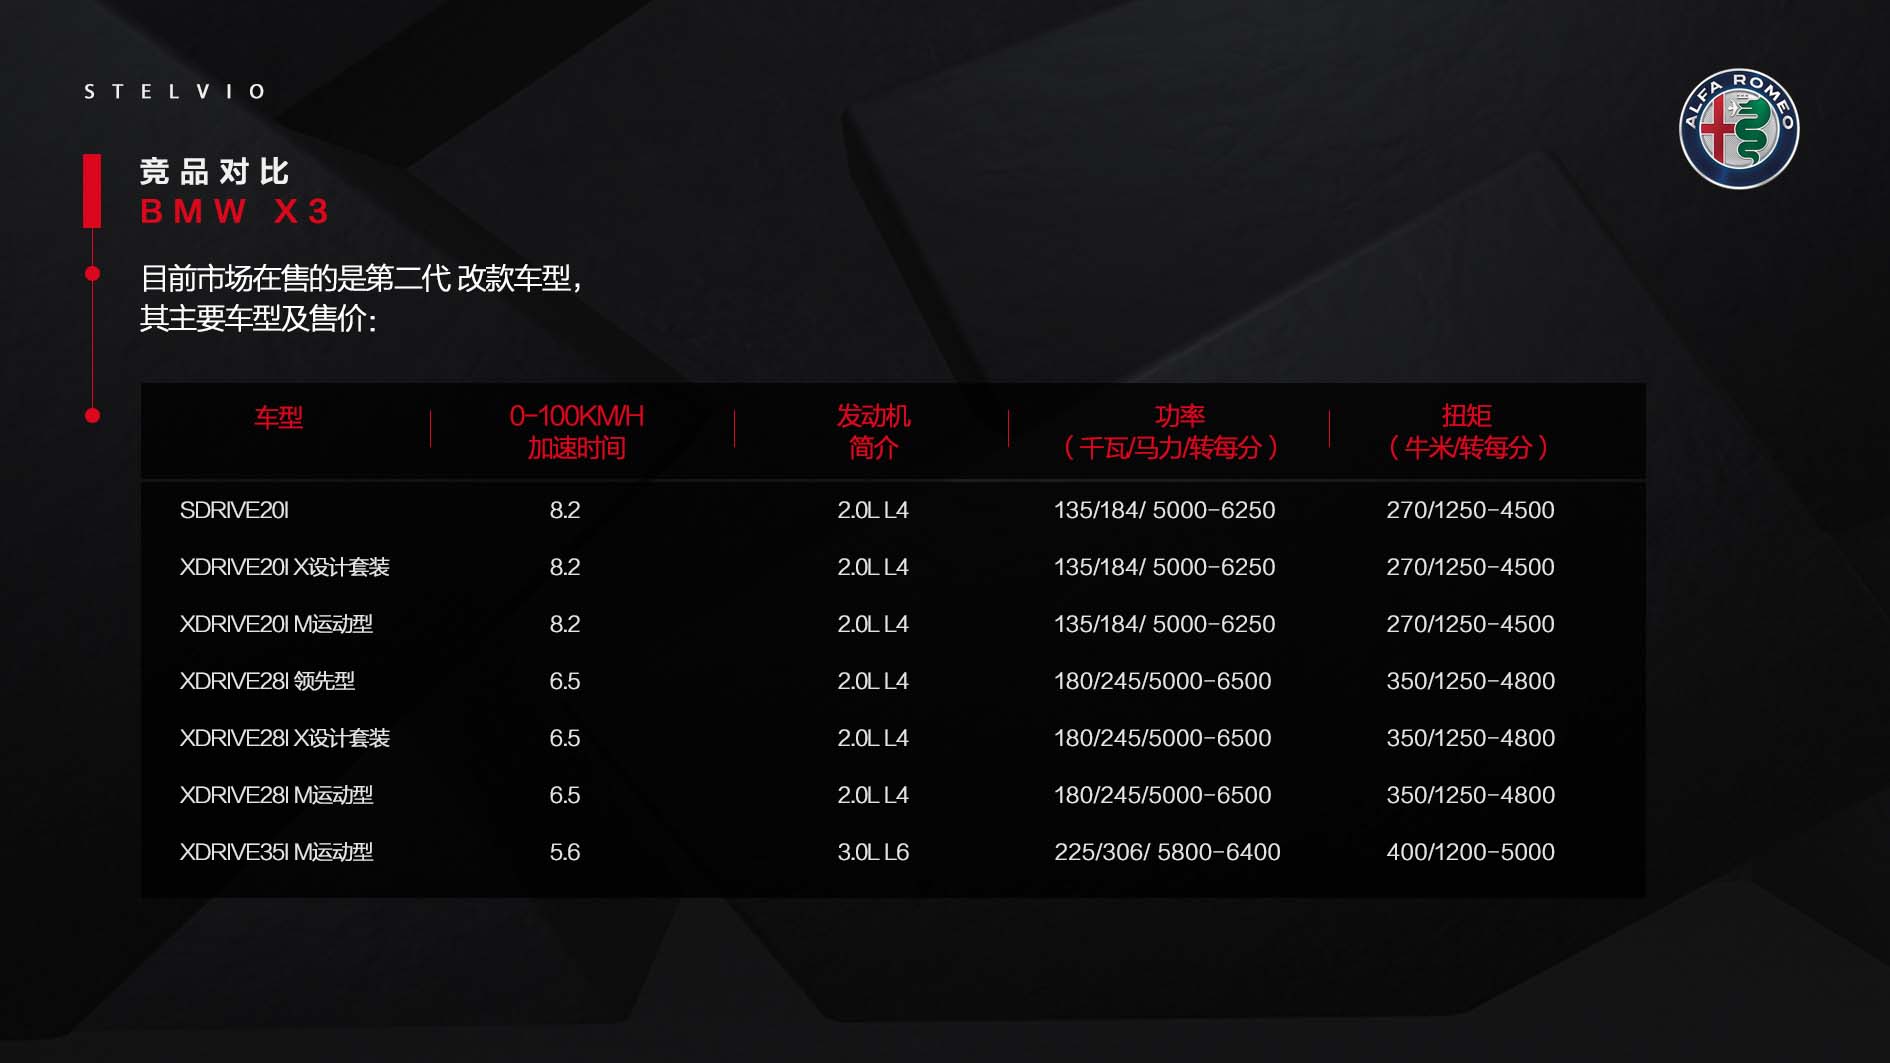 STELVIO
ALFA ROMEO
竞品对比
BMW X3
目前市场在售的是第二代 改款车型，
其主要车型及售价：
车型 0-100KM/H 发动机 功率 扭矩
加速时间 简介 （千瓦/马力/转每分） （牛米/转每分）
SDRIVE20I 8.2 2.0L L4 135/184/ 5000-6250 270/1250-4500
XDRIVE20I X设计套装 8.2 2.0L L4 135/184/ 5000-6250 270/1250-4500
XDRIVE20I M运动型 8.2 2.0L L4 135/184/ 5000-6250 270/1250-4500
XDRIVE28I 领先型 6.5 2.0L L4 180/245/5000-6500 350/1250-4800
XDRIVE28I X设计套装 6.5 2.0L L4 180/245/5000-6500 350/1250-4800
XDRIVE28I M运动型 6.5 2.0L L4 180/245/5000-6500 350/1250-4800
XDRIVE35I M运动型 5.6 3.0L L6 225/306/ 5800-6400 400/1200-5000